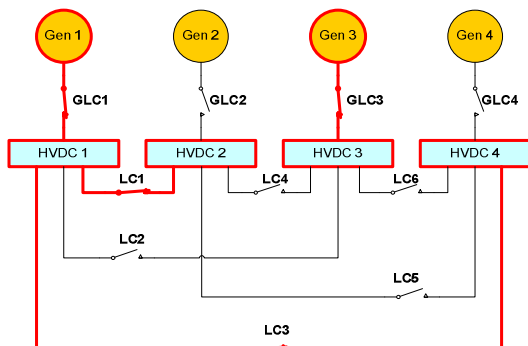 Gen 1 Gen 2 Gen 3 Gen 4
GLC1 GLC2 GLC3 GLC4
HVDC 1 HVDC 2 HVDC 3 HVDC 4
LC1 LC4 LC6
LC2
LC5
LC3